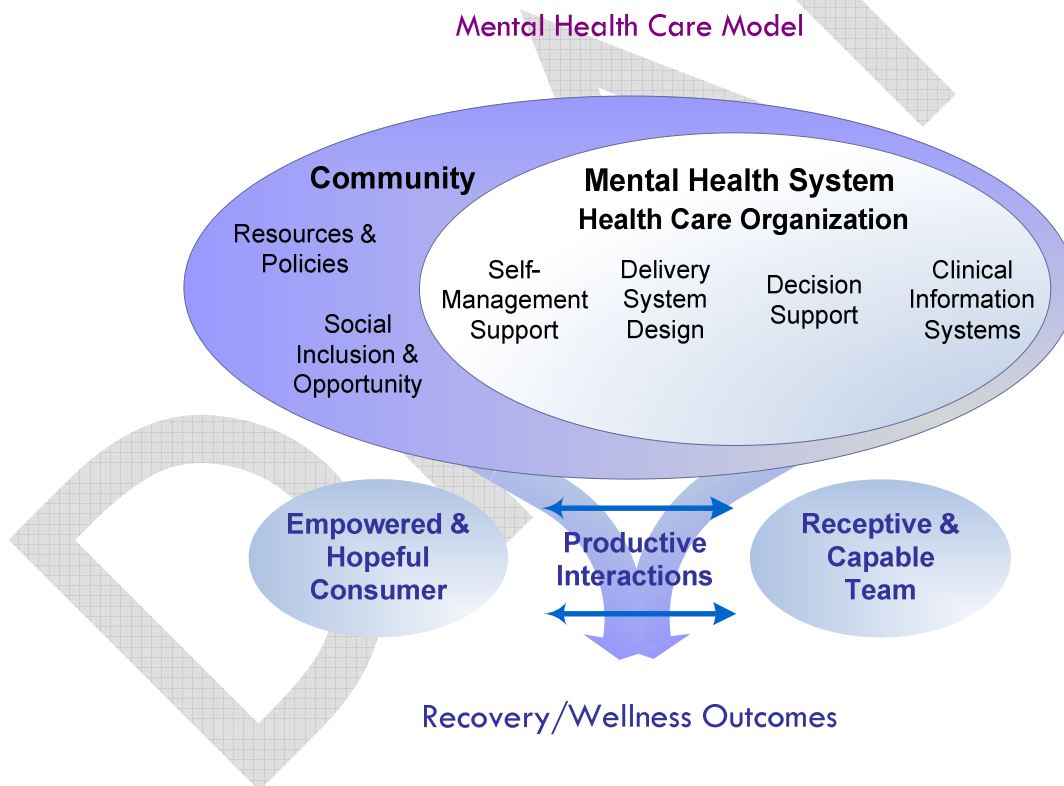 Mental Health Care Model
Community
Resources &
Policies
Social
Inclusion &
Opportunity
Mental Health System
Health Care Organization
Self-
Management
Support
Delivery
System
Design
Decision
Support
Clinical
Information
Systems
Empowered &
Hopeful
Consumer
Productive
Interactions
Receptive &
Capable
Team
Recovery/Wellness Outcomes